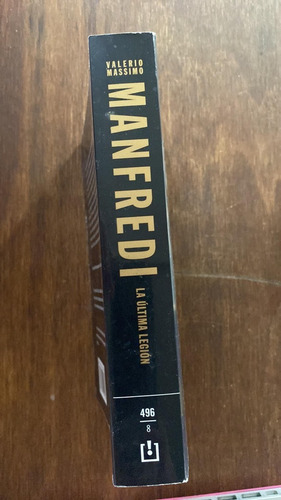 VALERIO
MASSIMO
MANFREDI
LA ÚLTIMA LEGIÓN
496
8
[!]